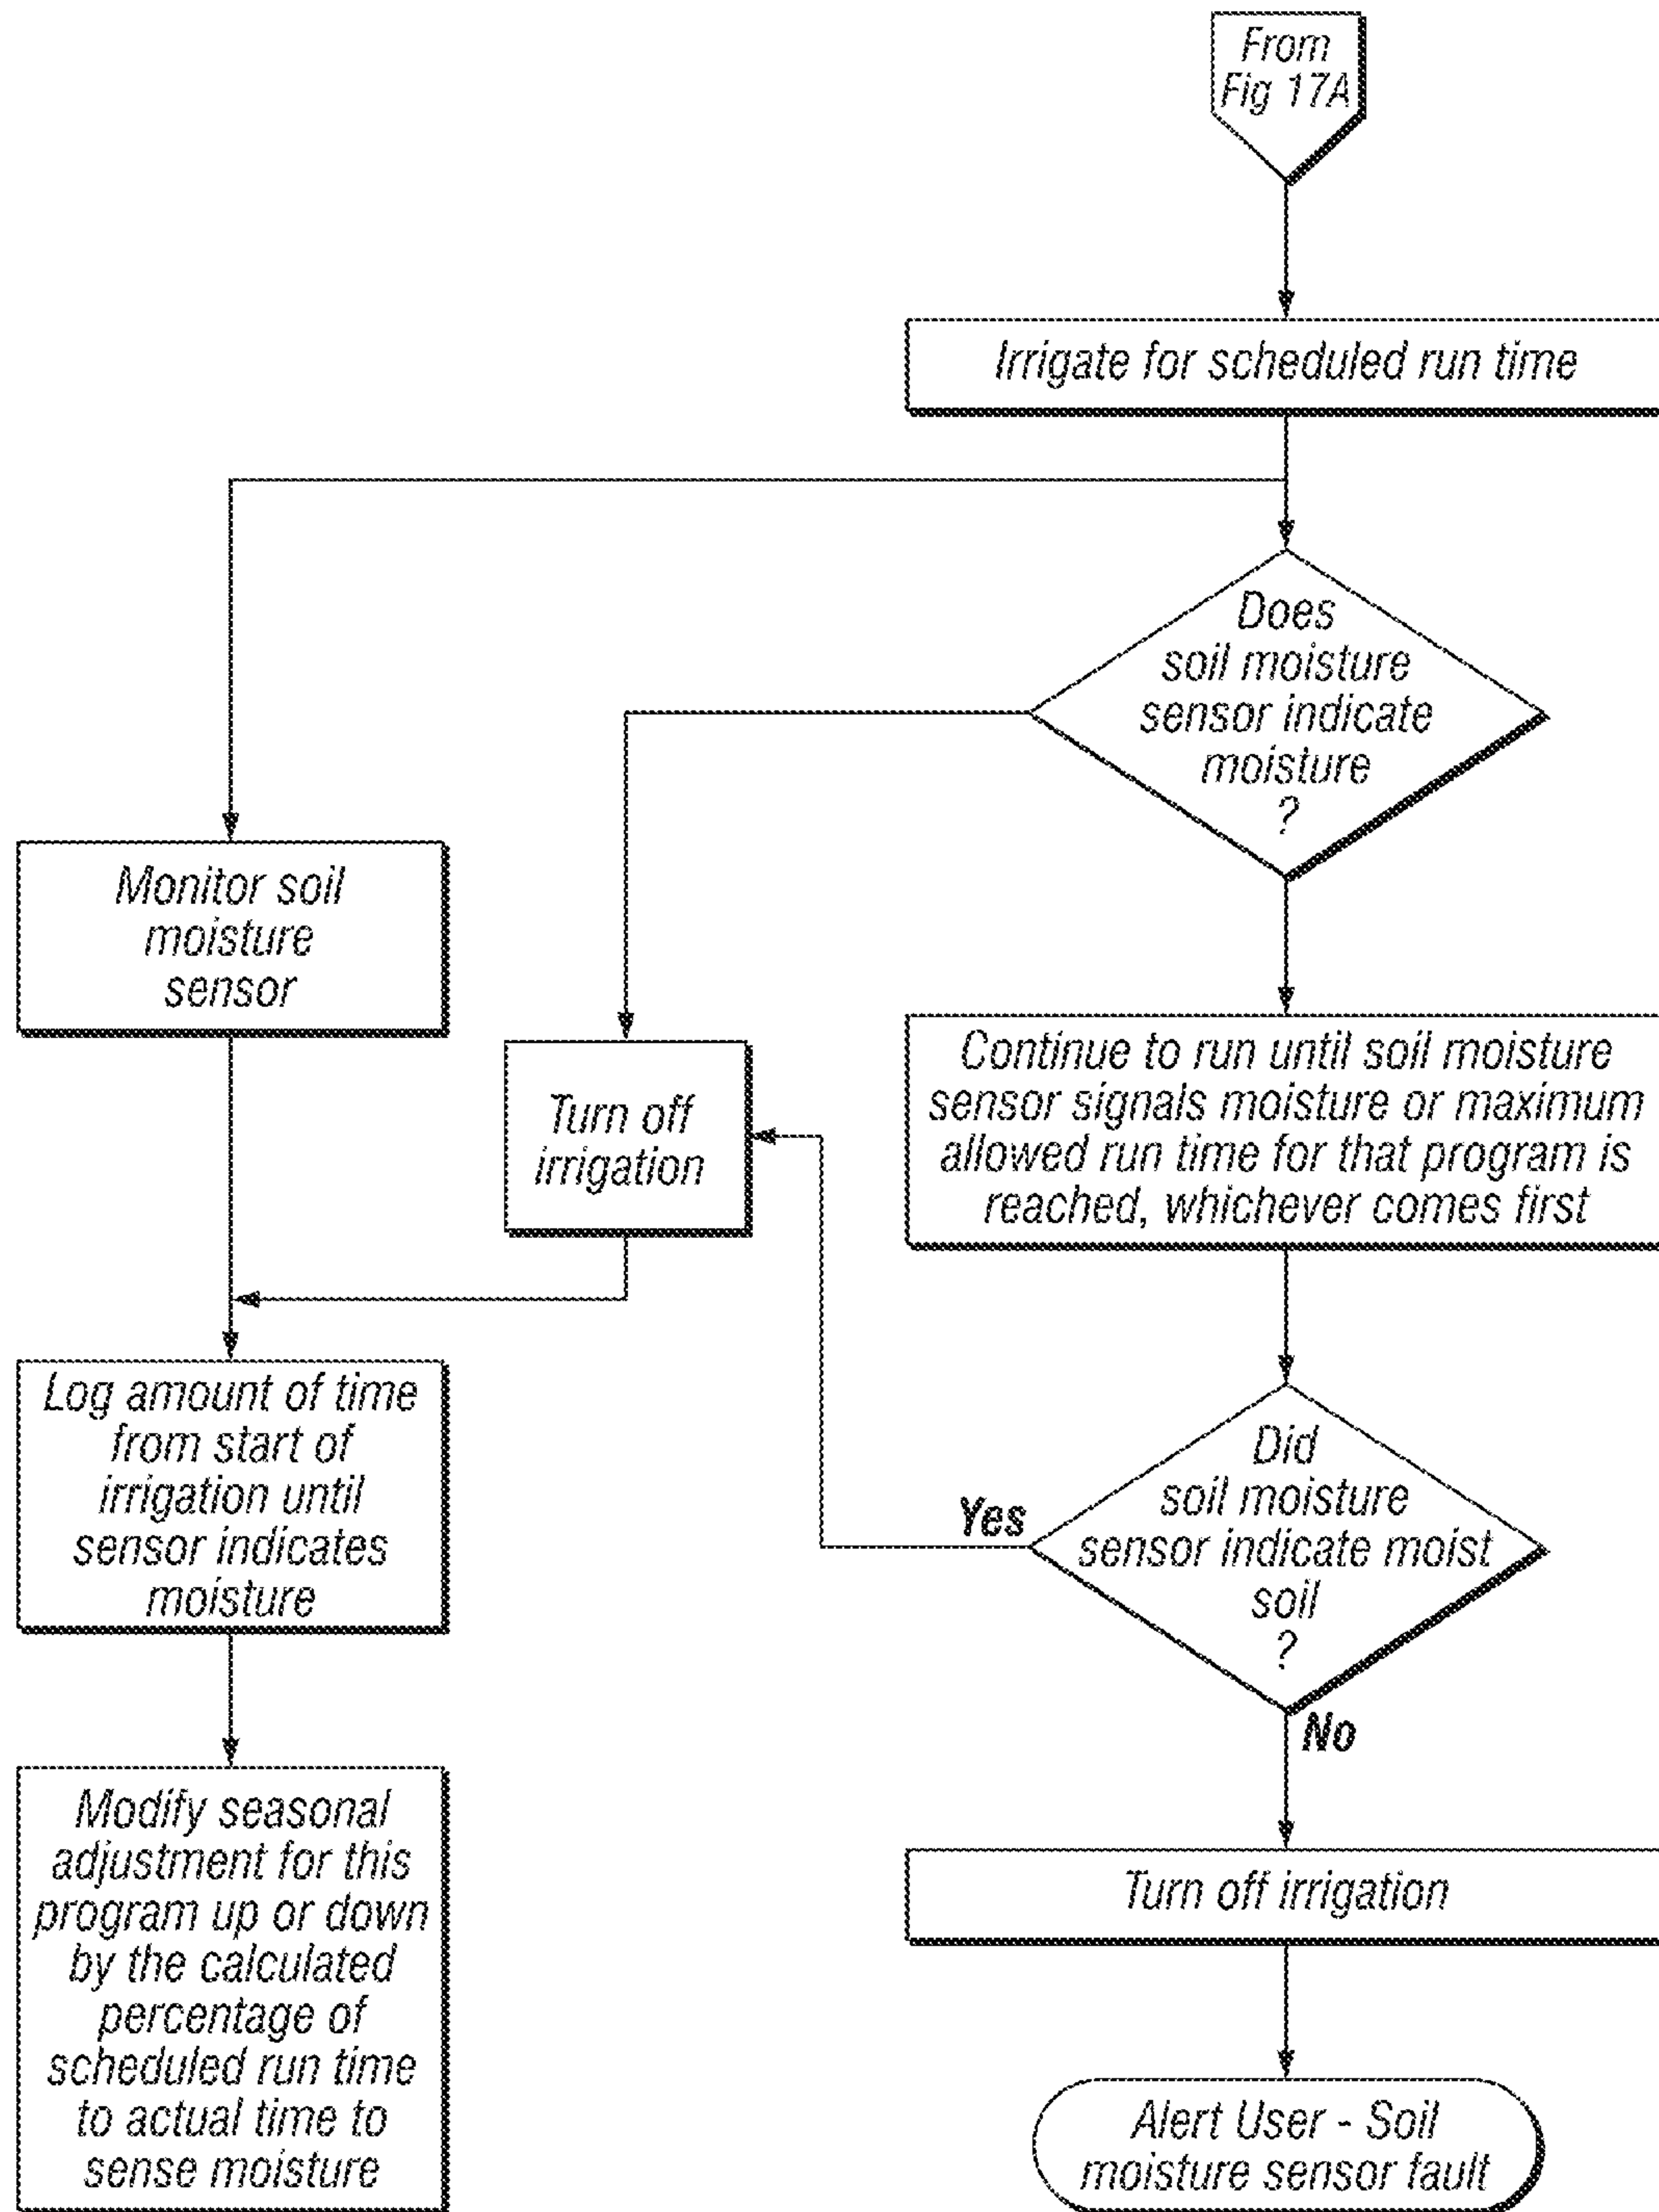 From
Fig 17A
Irrigate for scheduled run time
Does
soil moisture
sensor indicate
moisture
?
Monitor soil
moisture
sensor
Turn off
irrigation
Continue to run until soil moisture
sensor signals moisture or maximum
allowed run time for that program is
reached, whichever comes first
Log amount of time
from start of
irrigation until
sensor indicates
moisture
Did
soil moisture
sensor indicate moist
soil
?
Yes
No
Modify seasonal
adjustment for this
program up or down
by the calculated
percentage of
scheduled run time
to actual time to
sense moisture
Turn off irrigation
Alert User - Soil
moisture sensor fault